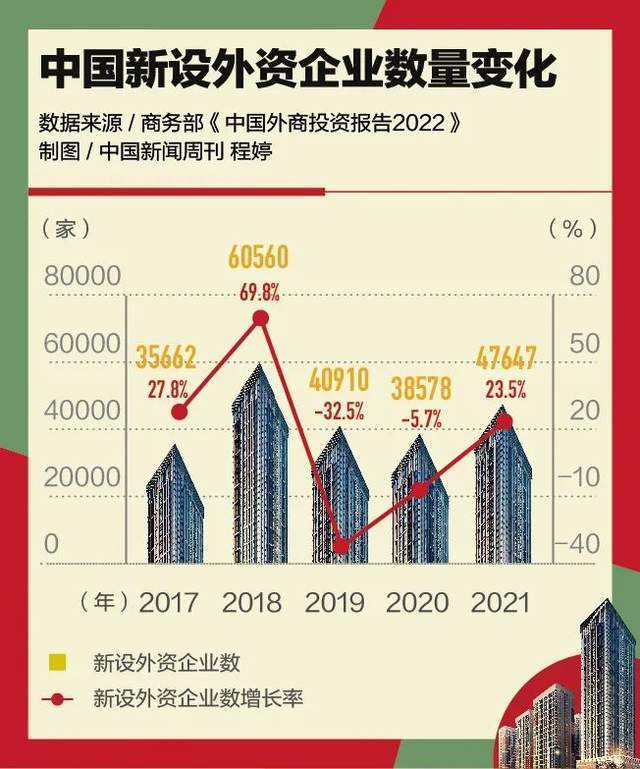 中国新设外资企业数量变化
数据来源 / 商务部《中国外商投资报告2022》
制图 / 中国新闻周刊 程婷
（家） （%）
80000 80
60560
69.8%
60000 50
35662
27.8%
40910
-32.5%
38578
-5.7%
47647
23.5%
40000 20
20000 -10
0 -40
（年） 2017 2018 2019 2020 2021
新设外资企业数
新设外资企业数增长率